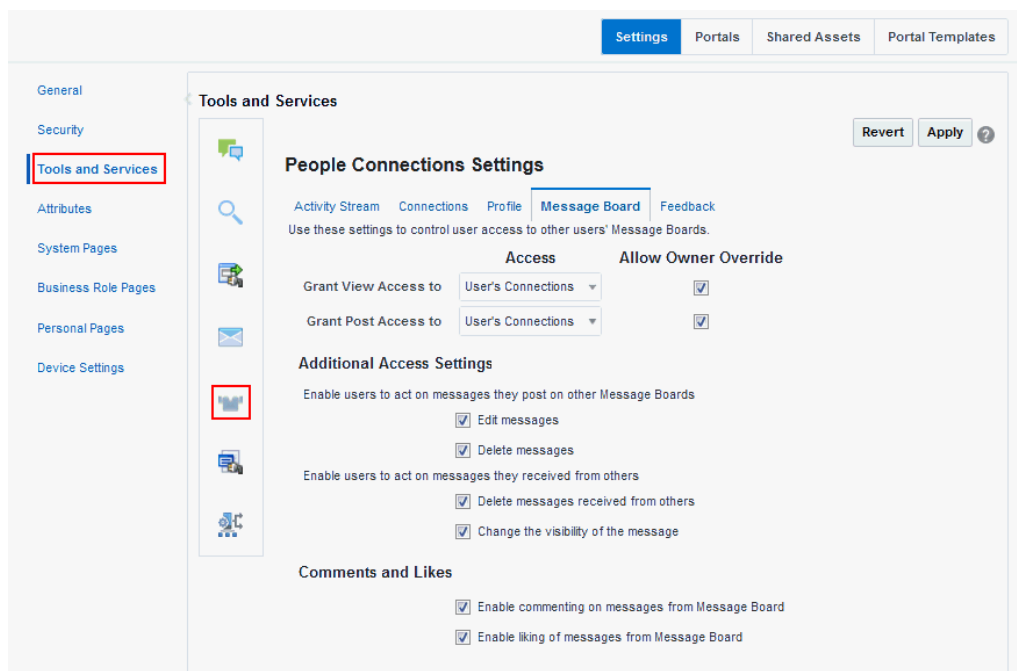 Settings Portals Shared Assets Portal Templates
General
Security
Tools and Services
Attributes
System Pages
Business Role Pages
Personal Pages
Device Settings
Tools and Services
Revert Apply ?
People Connections Settings
Activity Stream Connections Profile Message Board Feedback
Use these settings to control user access to other users' Message Boards.
Access Allow Owner Override
Grant View Access to User's Connections
Grant Post Access to User's Connections
Additional Access Settings
Enable users to act on messages they post on other Message Boards
Edit messages
Delete messages
Enable users to act on messages they received from others
Delete messages received from others
Change the visibility of the message
Comments and Likes
Enable commenting on messages from Message Board
Enable liking of messages from Message Board